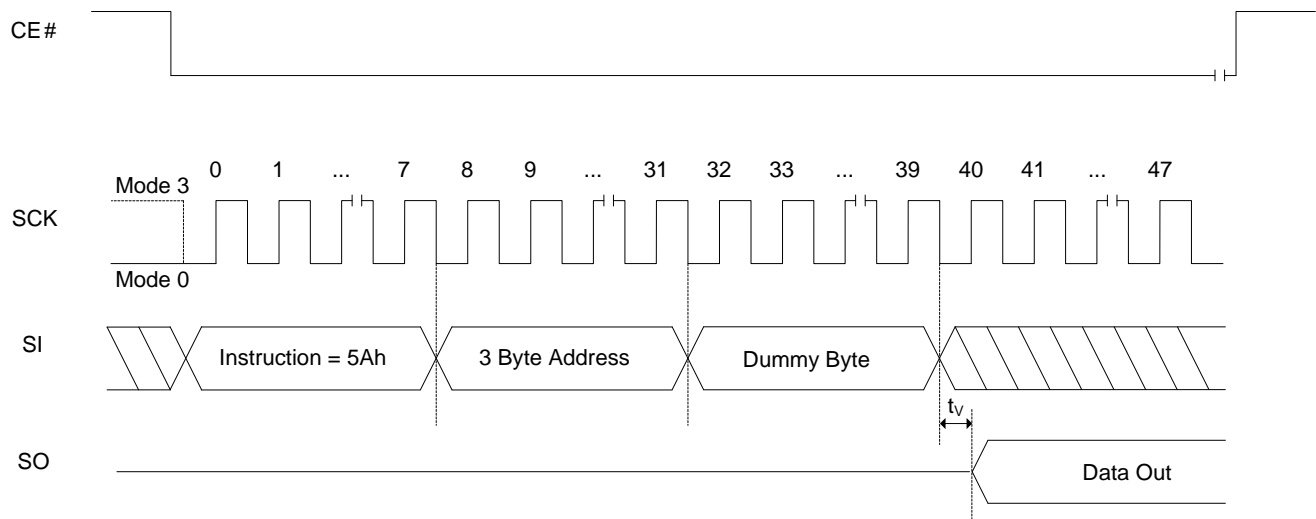 CE#
0 1 ... 7 8 9 ... 31 32 33 ... 39 40 41 ... 47
Mode 3
SCK
Mode 0
SI
Instruction = 5Ah
3 Byte Address
Dummy Byte
tV
SO
Data Out